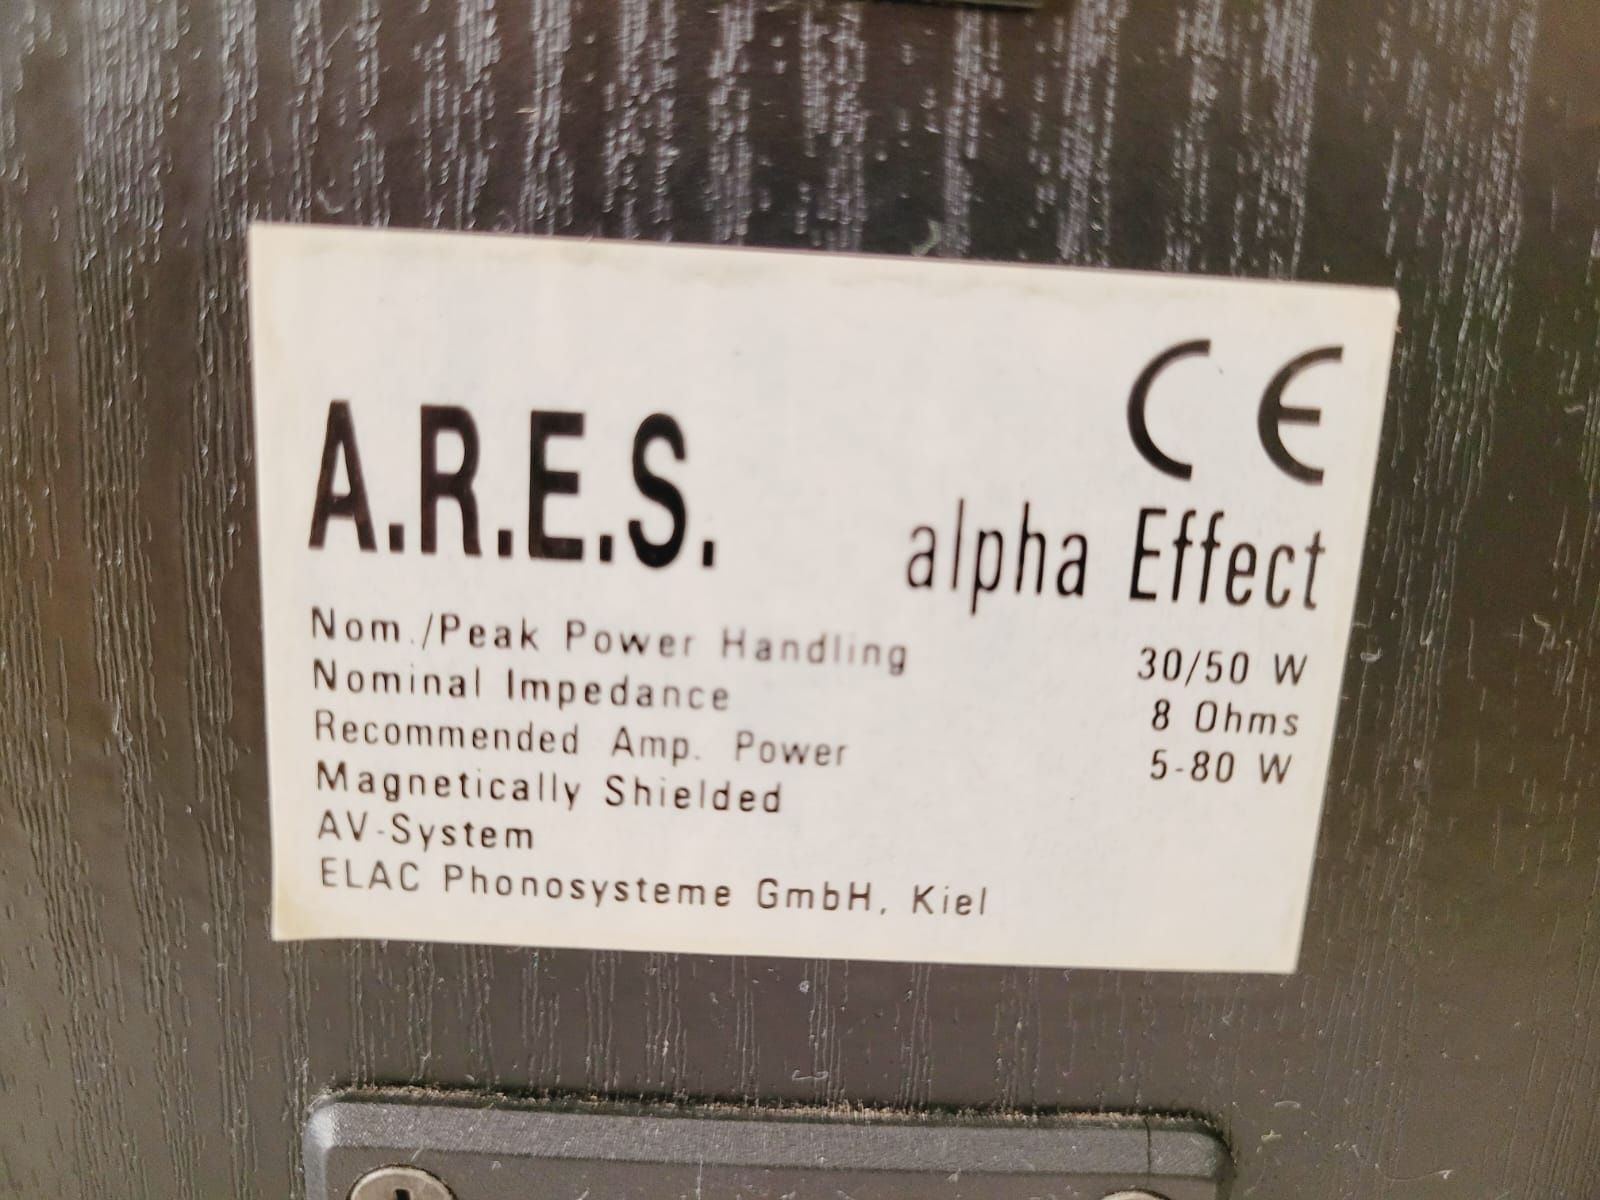 CE
A.R.E.S. alpha Effect
Nom./Peak Power Handling 30/50 W
Nominal Impedance 8 Ohms
Recommended Amp. Power 5-80 W
Magnetically Shielded
AV-System
ELAC Phonosysteme GmbH, Kiel